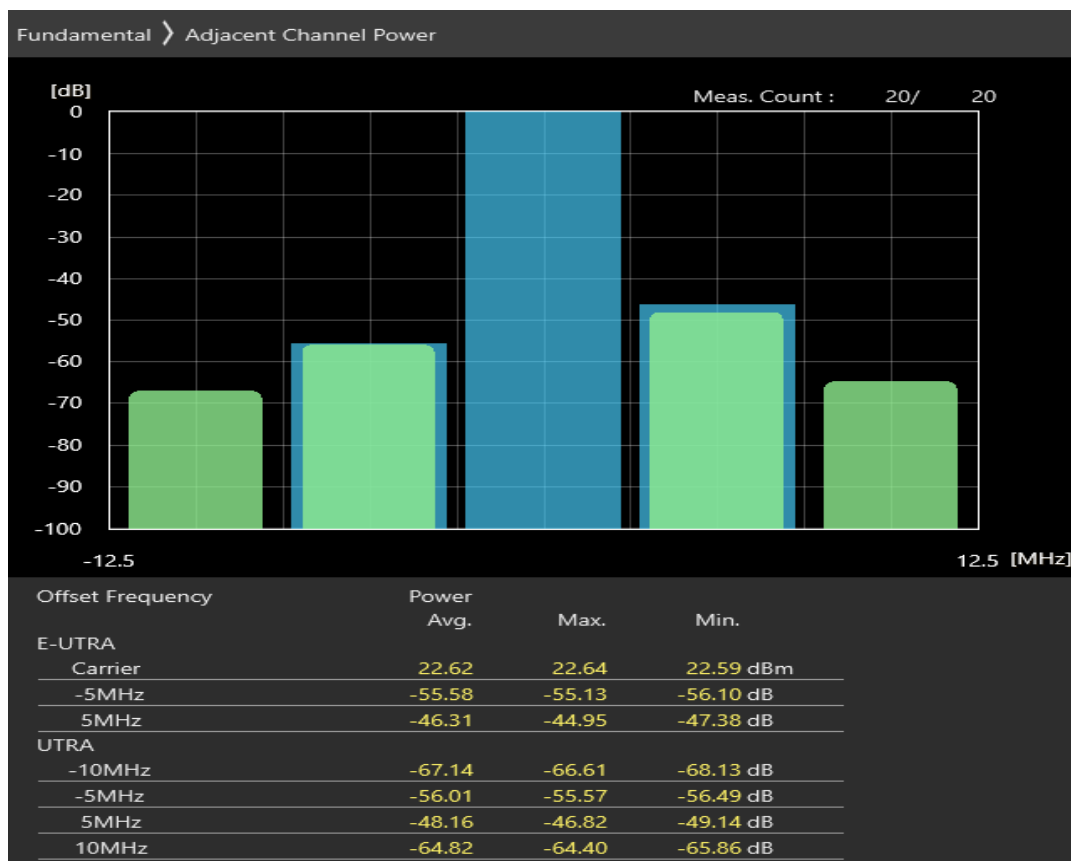 Fundamental ❯ Adjacent Channel Power
[dB]
Meas. Count : 20/ 20
0
-10
-20
-30
-40
-50
-60
-70
-80
-90
-100
-12.5 12.5 [MHz]
Offset Frequency Power
Avg. Max. Min.
E-UTRA
Carrier 22.62 22.64 22.59 dBm
-5MHz -55.58 -55.13 -56.10 dB
5MHz -46.31 -44.95 -47.38 dB
UTRA
-10MHz -67.14 -66.61 -68.13 dB
-5MHz -56.01 -55.57 -56.49 dB
5MHz -48.16 -46.82 -49.14 dB
10MHz -64.82 -64.40 -65.86 dB